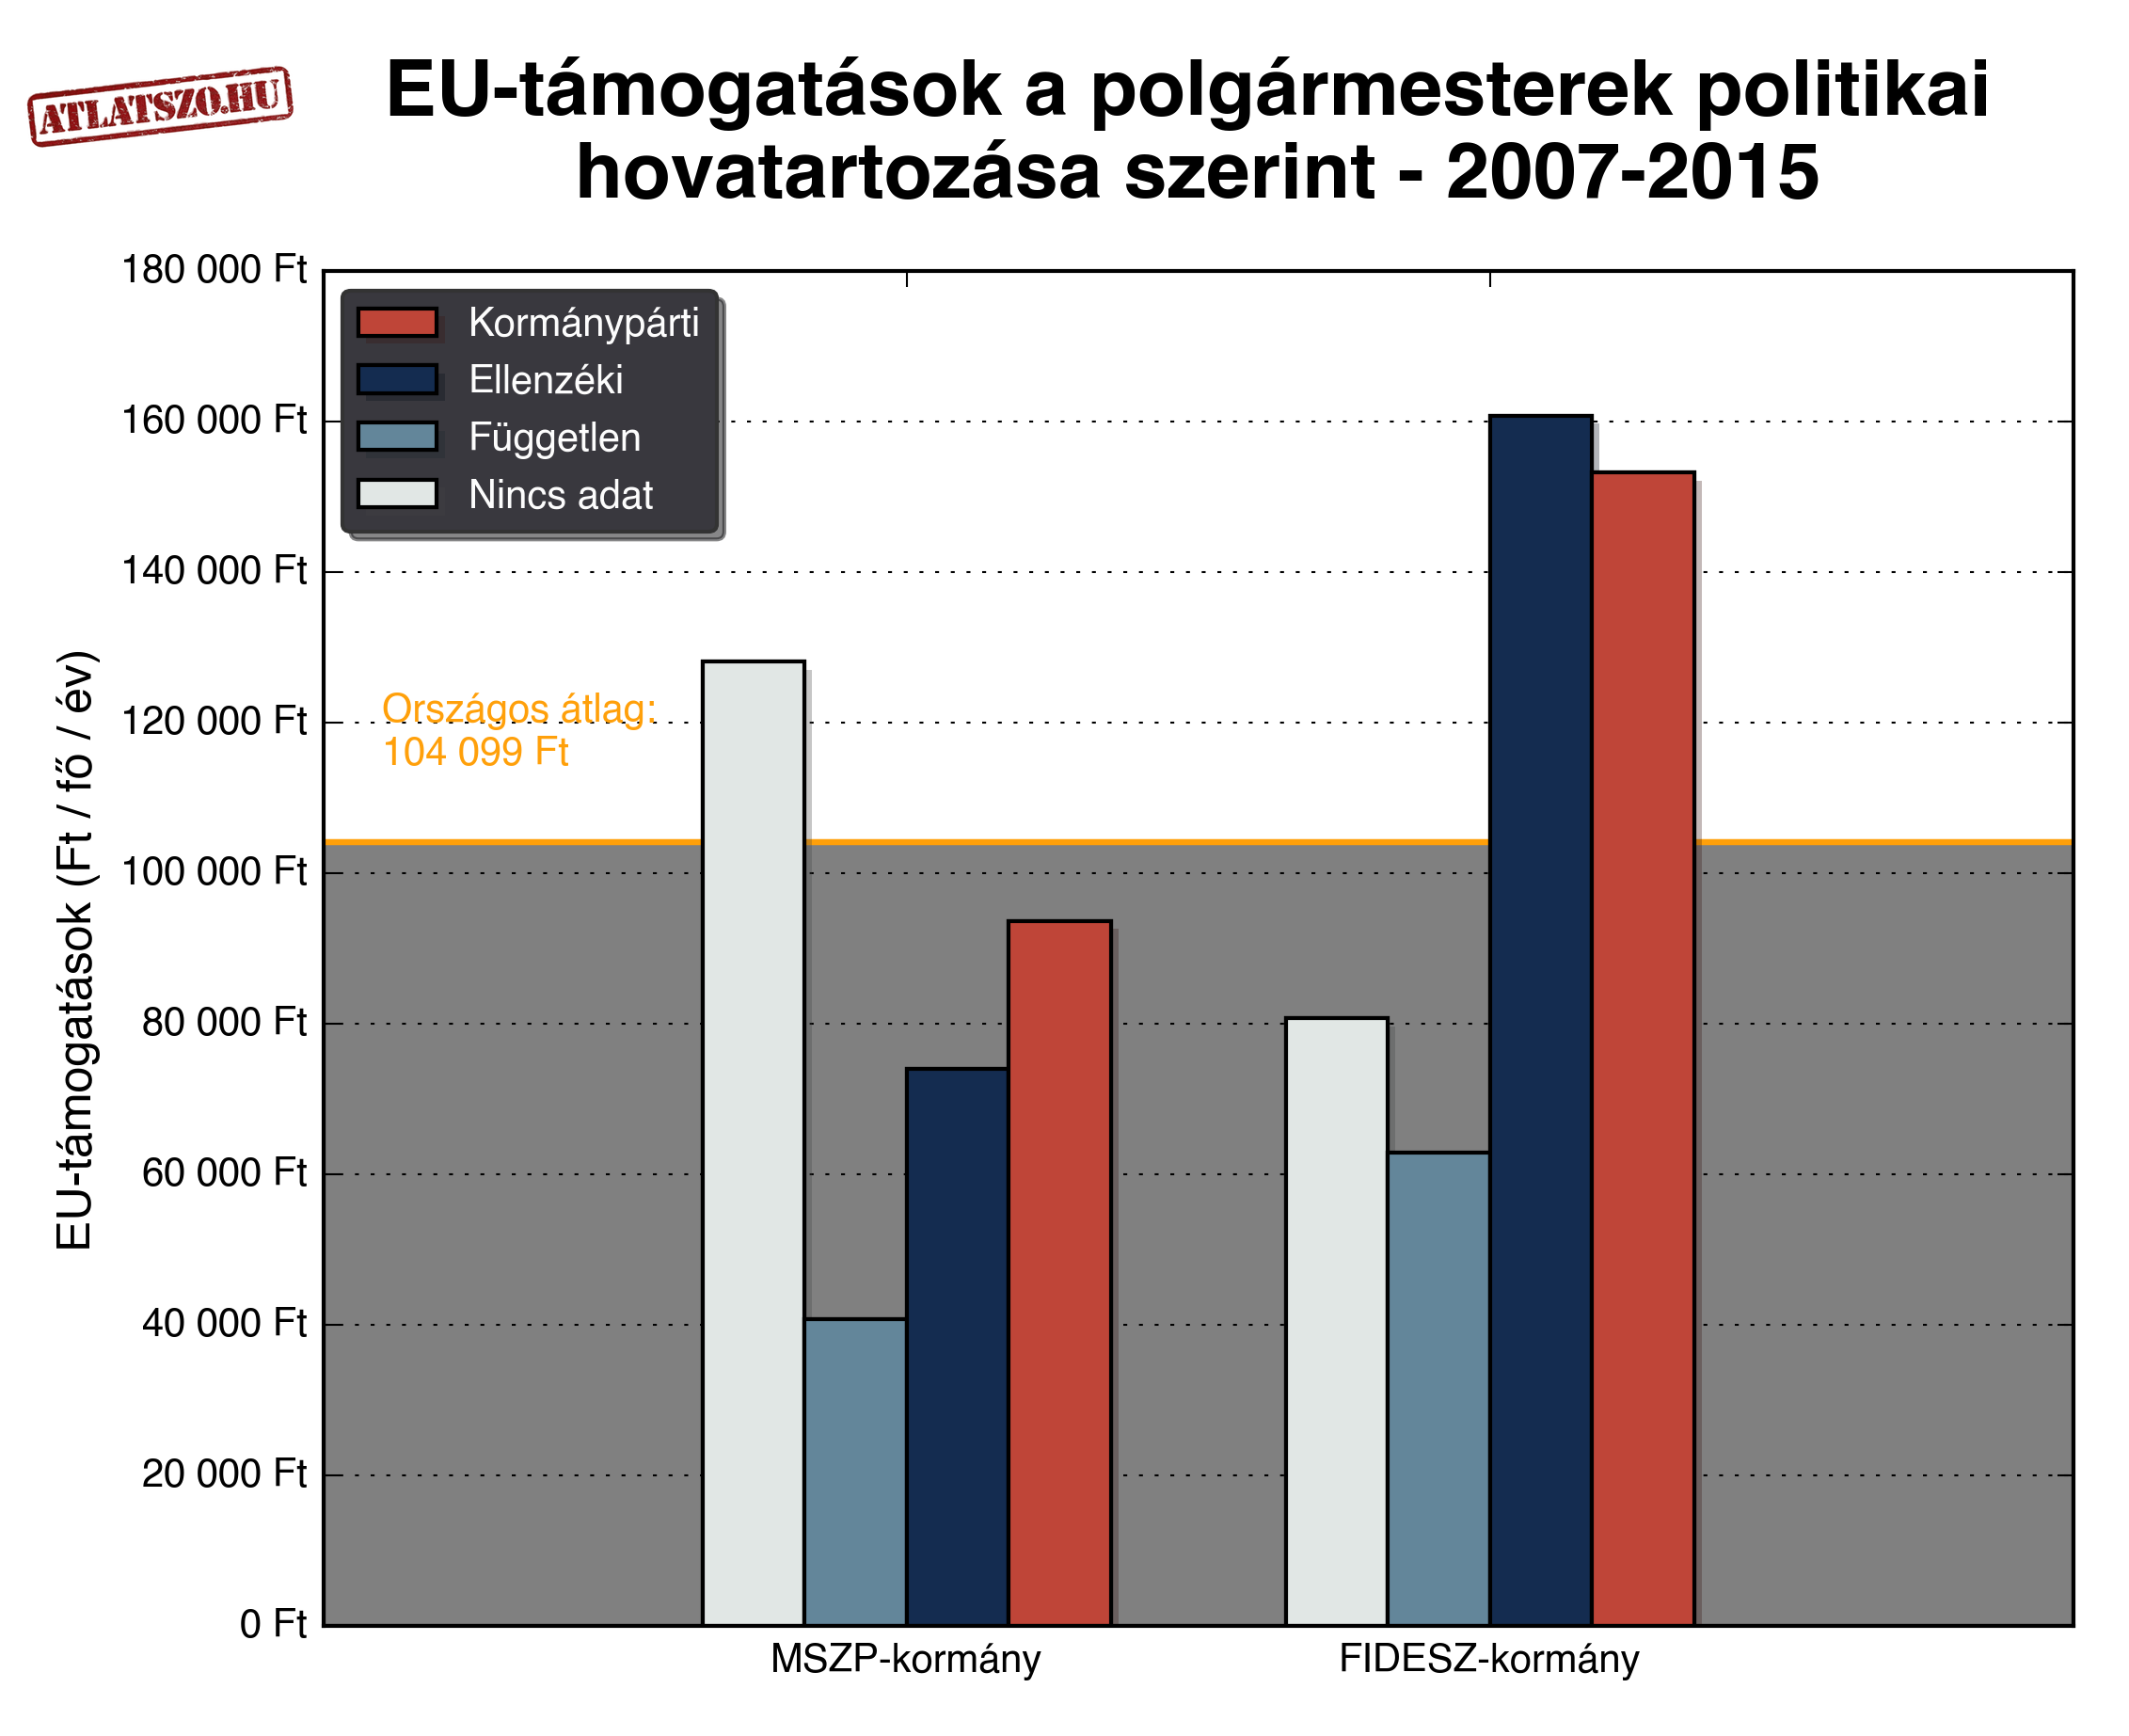 ATLATSZO.HU
EU-támogatások a polgármesterek politikai
hovatartozása szerint - 2007-2015
EU-támogatások (Ft / fő / év)
180 000 Ft
160 000 Ft
140 000 Ft
120 000 Ft
100 000 Ft
80 000 Ft
60 000 Ft
40 000 Ft
20 000 Ft
0 Ft
Kormánypárti
Ellenzéki
Független
Nincs adat
Országos átlag:
104 099 Ft
MSZP-kormány
FIDESZ-kormány